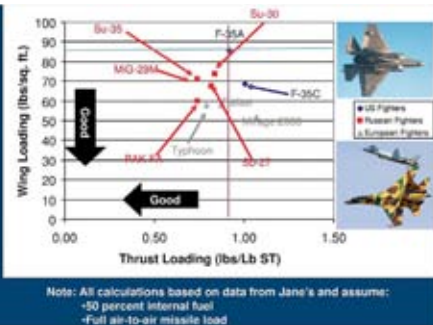 Su-35
Su-30
F-35A
MiG-29M
F-35C
Mirage 2000
Typhoon
PAK FA
SU-27
Wing Loading (lbs/sq. ft.)
100
90
80
70
60
50
40
30
20
10
0
0.00
0.50
1.00
1.50
Thrust Loading (lbs/Lb ST)
Good
Good
US Fighters
Russian Fighters
European Fighters
Note: All calculations based on data from Jane's and assume:
•50 percent internal fuel
•Full air-to-air missile load